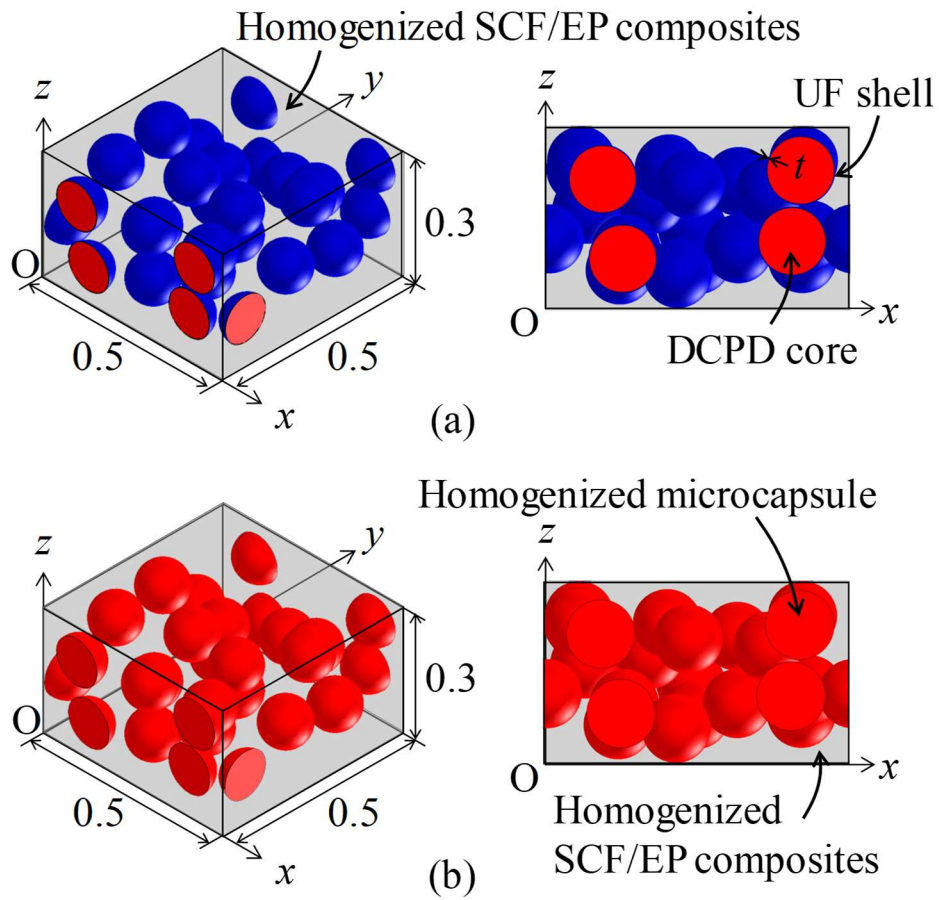 Homogenized SCF/EP composites
z
y
UF shell
z
t
0.3
O
0.5
0.5
x
O
x
DCPD core
(a)
Homogenized microcapsule
z
y
z
0.3
O
0.5
0.5
x
O
x
Homogenized
SCF/EP composites
(b)